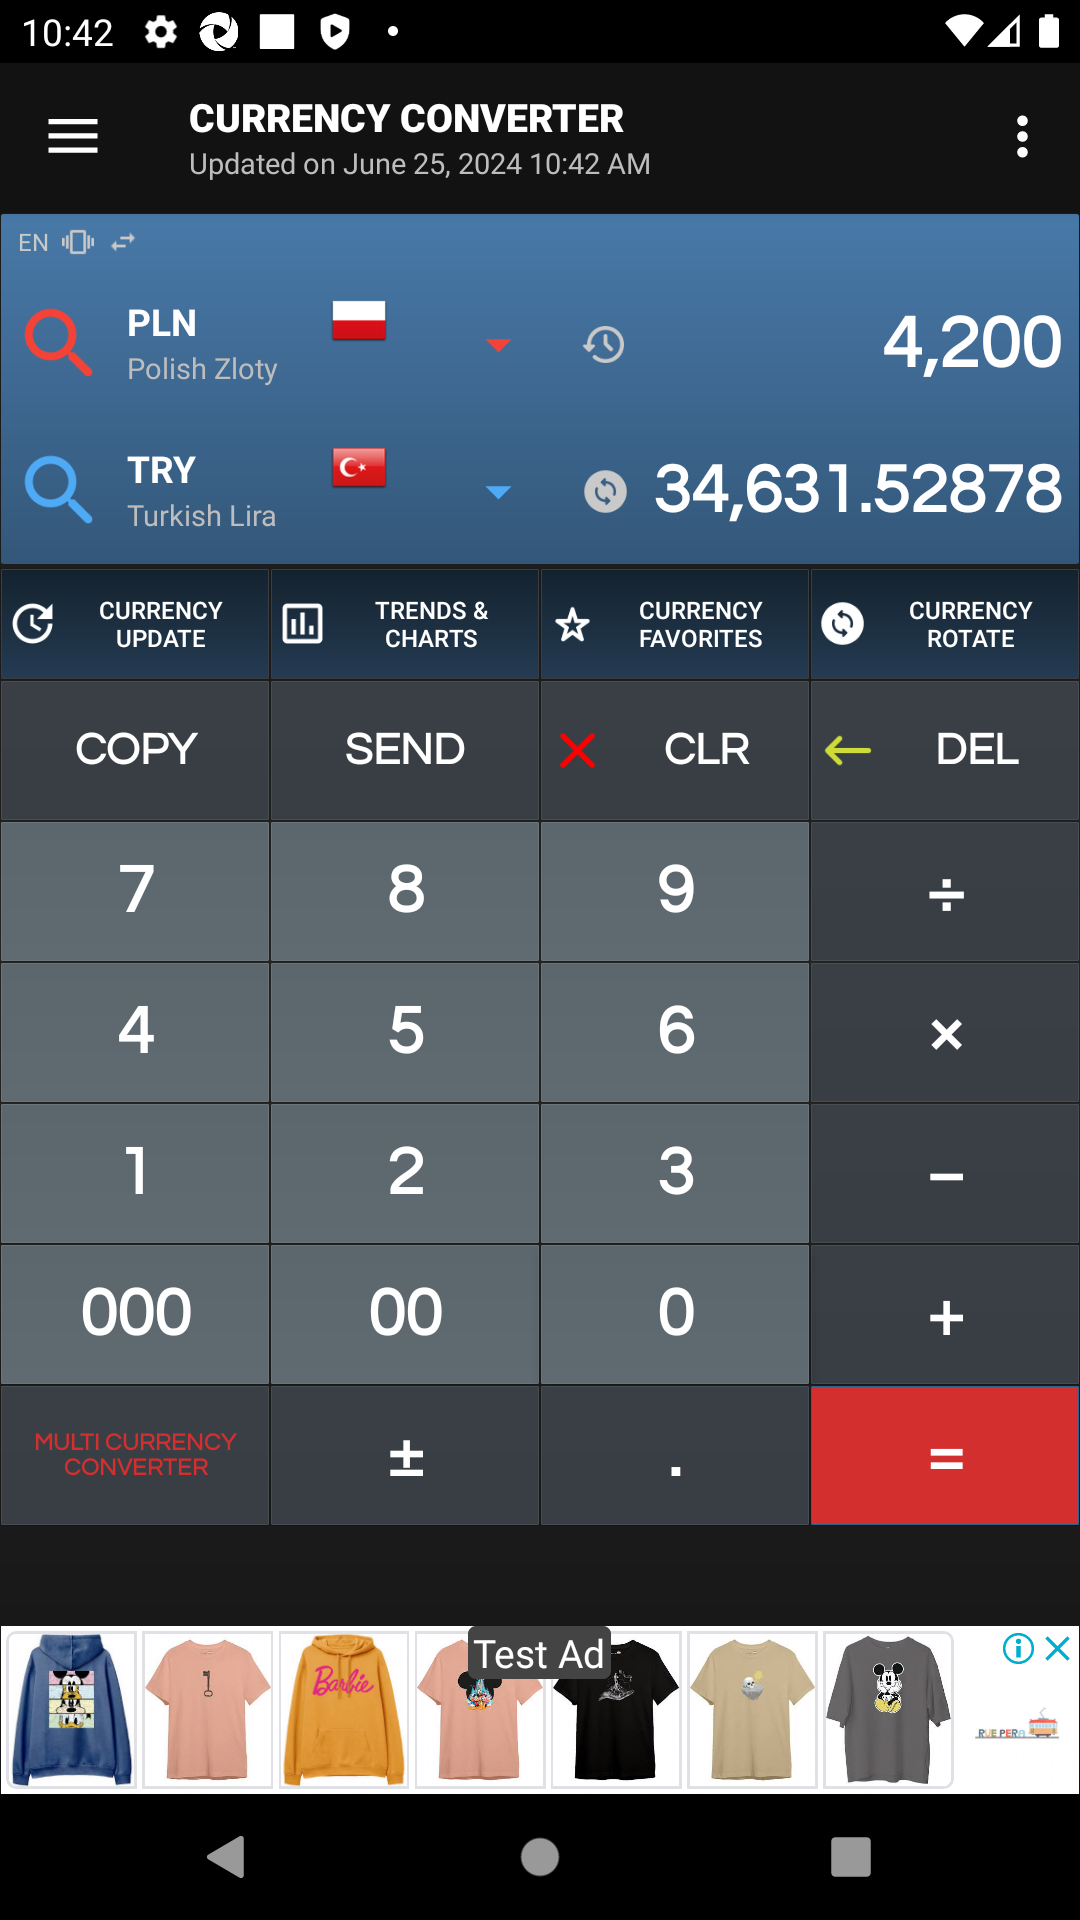 10:42
CURRENCY CONVERTER
Updated on June 25, 2024 10:42 AM
EN
PLN
Polish Zloty
4,200
TRY
Turkish Lira
34,631.52878
CURRENCY UPDATE
TRENDS & CHARTS
CURRENCY FAVORITES
CURRENCY ROTATE
COPY
SEND
CLR
DEL
7
8
9
÷
4
5
6
×
1
2
3
−
000
00
0
+
MULTI CURRENCY CONVERTER
±
.
=
Test Ad
Barbie
RUE PERA